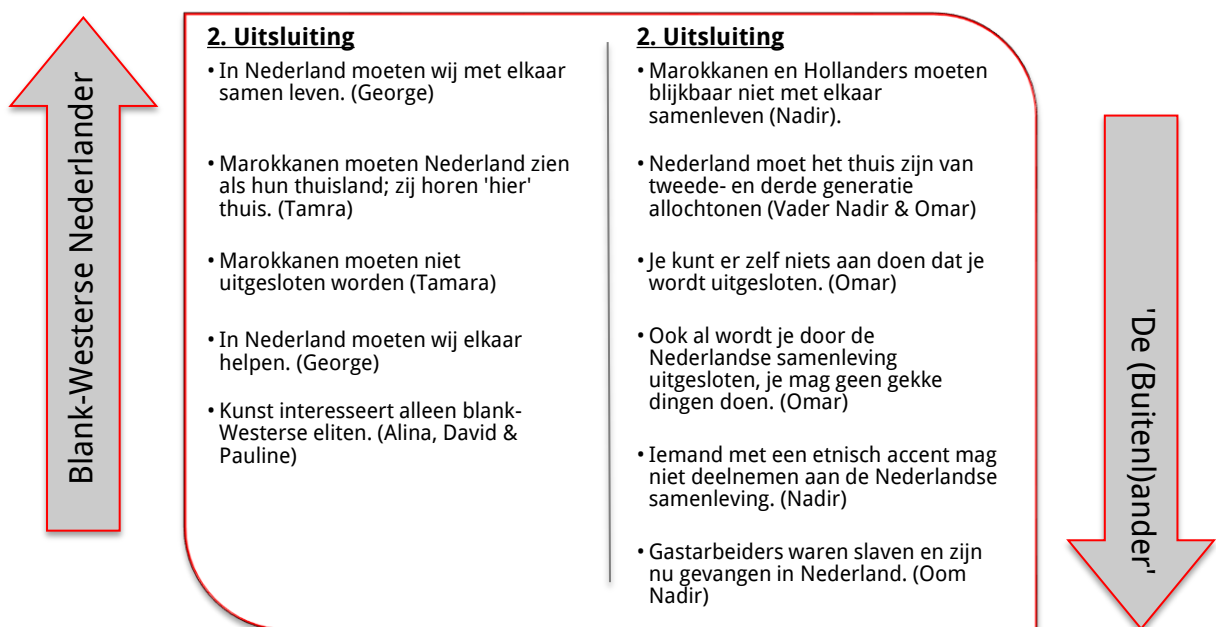 Blank-Westerse Nederlander
2. Uitsluiting
• In Nederland moeten wij met elkaar
samen leven. (George)
• Marokkanen moeten Nederland zien
als hun thuisland; zij horen 'hier'
thuis. (Tamra)
• Marokkanen moeten niet
uitgesloten worden (Tamara)
• In Nederland moeten wij elkaar
helpen. (George)
• Kunst interesseert alleen blank-
Westerse eliten. (Alina, David &
Pauline)
2. Uitsluiting
• Marokkanen en Hollanders moeten
blijkbaar niet met elkaar
samenleven (Nadir).
• Nederland moet het thuis zijn van
tweede- en derde generatie
allochtonen (Vader Nadir & Omar)
• Je kunt er zelf niets aan doen dat je
wordt uitgesloten. (Omar)
• Ook al wordt je door de
Nederlandse samenleving
uitgesloten, je mag geen gekke
dingen doen. (Omar)
• Iemand met een etnisch accent mag
niet deelnemen aan de Nederlandse
samenleving. (Nadir)
• Gastarbeiders waren slaven en zijn
nu gevangen in Nederland. (Oom
Nadir)
'De (Buitenl)ander'